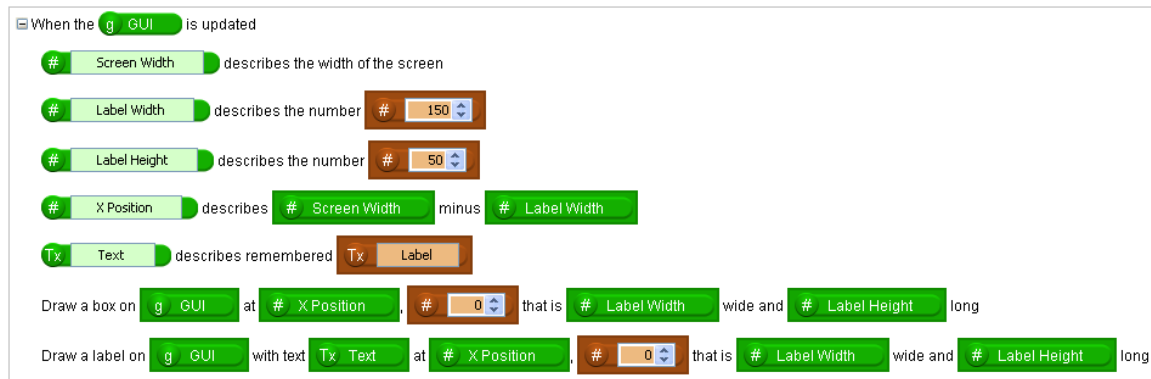 When the g GUI is updated
# Screen Width describes the width of the screen
# Label Width describes the number # 150
# Label Height describes the number # 50
# X Position describes # Screen Width minus # Label Width
Tx Text describes remembered Tx Label
Draw a box on g GUI at # X Position , # 0 that is # Label Width wide and # Label Height long
Draw a label on g GUI with text Tx Text at # X Position , # 0 that is # Label Width wide and # Label Height long